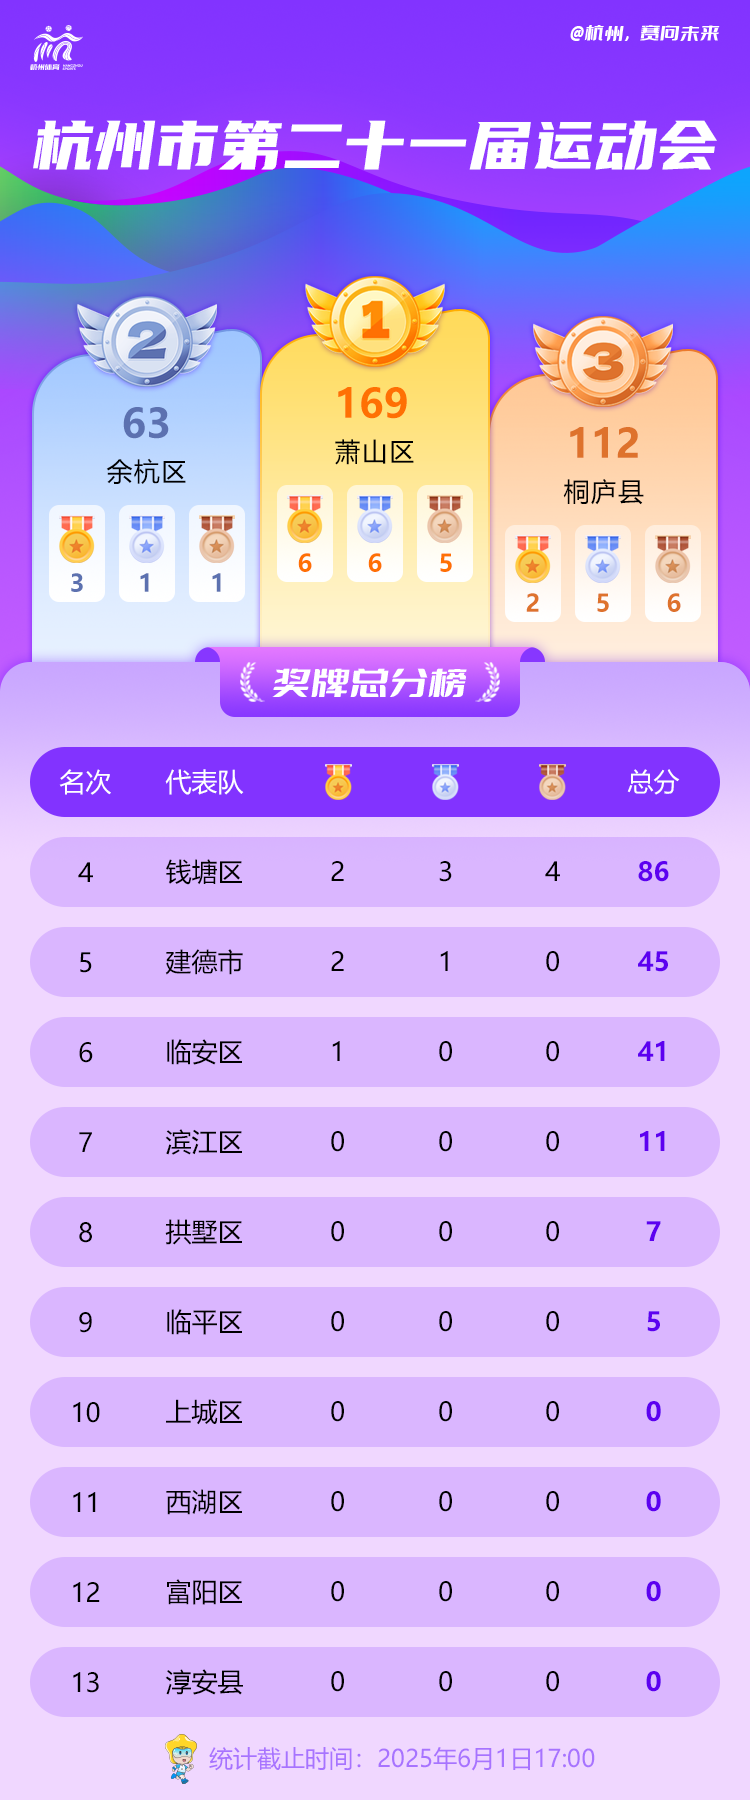 杭州体育
@杭州，赛向未来
杭州市第二十一届运动会
2
1
3
63
169
112
余杭区
萧山区
桐庐县
3 1 1
6 6 5
2 5 6
奖牌总分榜
名次 代表队 总分
4 钱塘区 2 3 4 86
5 建德市 2 1 0 45
6 临安区 1 0 0 41
7 滨江区 0 0 0 11
8 拱墅区 0 0 0 7
9 临平区 0 0 0 5
10 上城区 0 0 0 0
11 西湖区 0 0 0 0
12 富阳区 0 0 0 0
13 淳安县 0 0 0 0
统计截止时间：2025年6月1日17:00